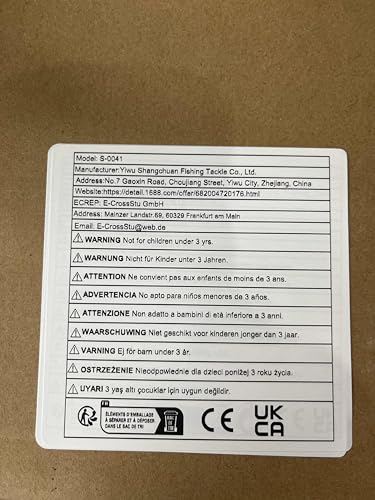 Model: S-0041
Manufacturer:Yiwu Shangchuan Fishing Tackle Co., Ltd.
Address:No.7 Gaoxin Road, Choujiang Street, Yiwu City, Zhejiang, China
Website:https://detail.1688.com/offer/682004720176.html
ECREP: E-CrossStu GmbH
Address: Mainzer Landstr.69, 60329 Frankfurt am Main
Email: E-CrossStu@web.de
WARNING Not for children under 3 yrs.
WARNUNG Nicht für Kinder unter 3 Jahren.
ATTENTION Ne convient pas aux enfants de moins de 3 ans.
ADVERTENCIA No apto para niños menores de 3 años.
ATTENZIONE Non adatto a bambini di età inferiore a 3 anni.
WAARSCHUWING Niet geschikt voor kinderen jonger dan 3 jaar.
VARNING Ej för barn under 3 år.
OSTRZEŻENIE Nieodpowiednie dla dzieci poniżej 3 roku życia.
UYARI 3 yaş altı çocuklar için uygun değildir.
FR
ÉLÉMENTS D'EMBALLAGE
À SÉPARER ET À DÉPOSER
DANS LE BAC DE TRI
BAC DE TRI
CE
UK
CA